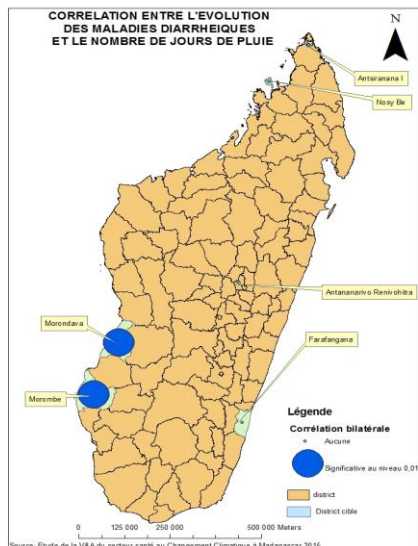 CORRELATION ENTRE L'EVOLUTION
DES MALADIES DIARRHEIQUES
ET LE NOMBRE DE JOURS DE PLUIE
N
Antsiranana I
Nosy Be
Antananarivo Renivohitra
Morondava
Farafangana
Morombe
Légende
Corrélation bilatérale
Aucune
Significative au niveau 0,01
district
District cible
0 125 000 250 000 500 000 Meters
Source: Etude de la V&A du secteur santé au Changement Climatique à Madagascar 2015